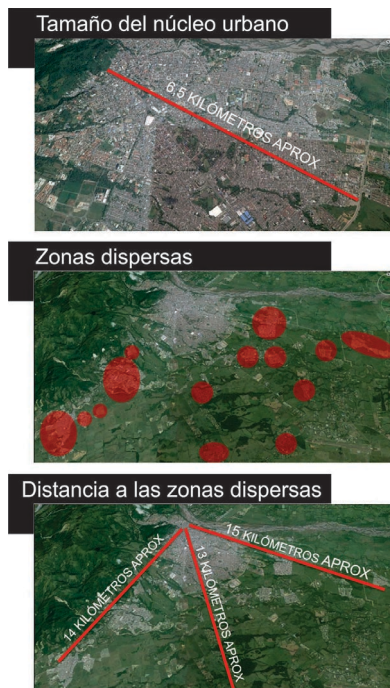 Tamaño del núcleo urbano
6,5 KILÓMETROS APROX
Zonas dispersas
Distancia a las zonas dispersas
14 KILÓMETROS APROX
13 KILÓMETROS APROX
15 KILÓMETROS APROX